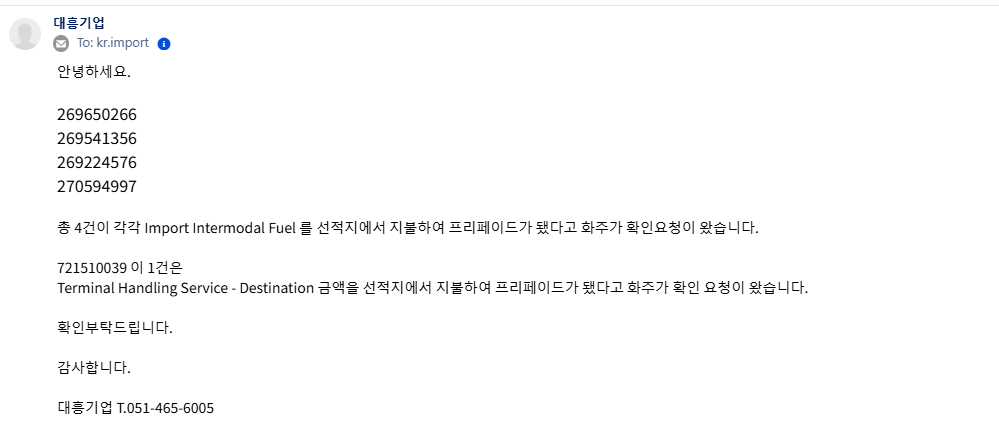 대흥기업
To: kr.import
안녕하세요.
269650266
269541356
269224576
270594997
총 4건이 각각 Import Intermodal Fuel 를 선적지에서 지불하여 프리페이드가 됐다고 화주가 확인요청이 왔습니다.
721510039 이 1건은
Terminal Handling Service - Destination 금액을 선적지에서 지불하여 프리페이드가 됐다고 화주가 확인 요청이 왔습니다.
확인부탁드립니다.
감사합니다.
대흥기업 T.051-465-6005